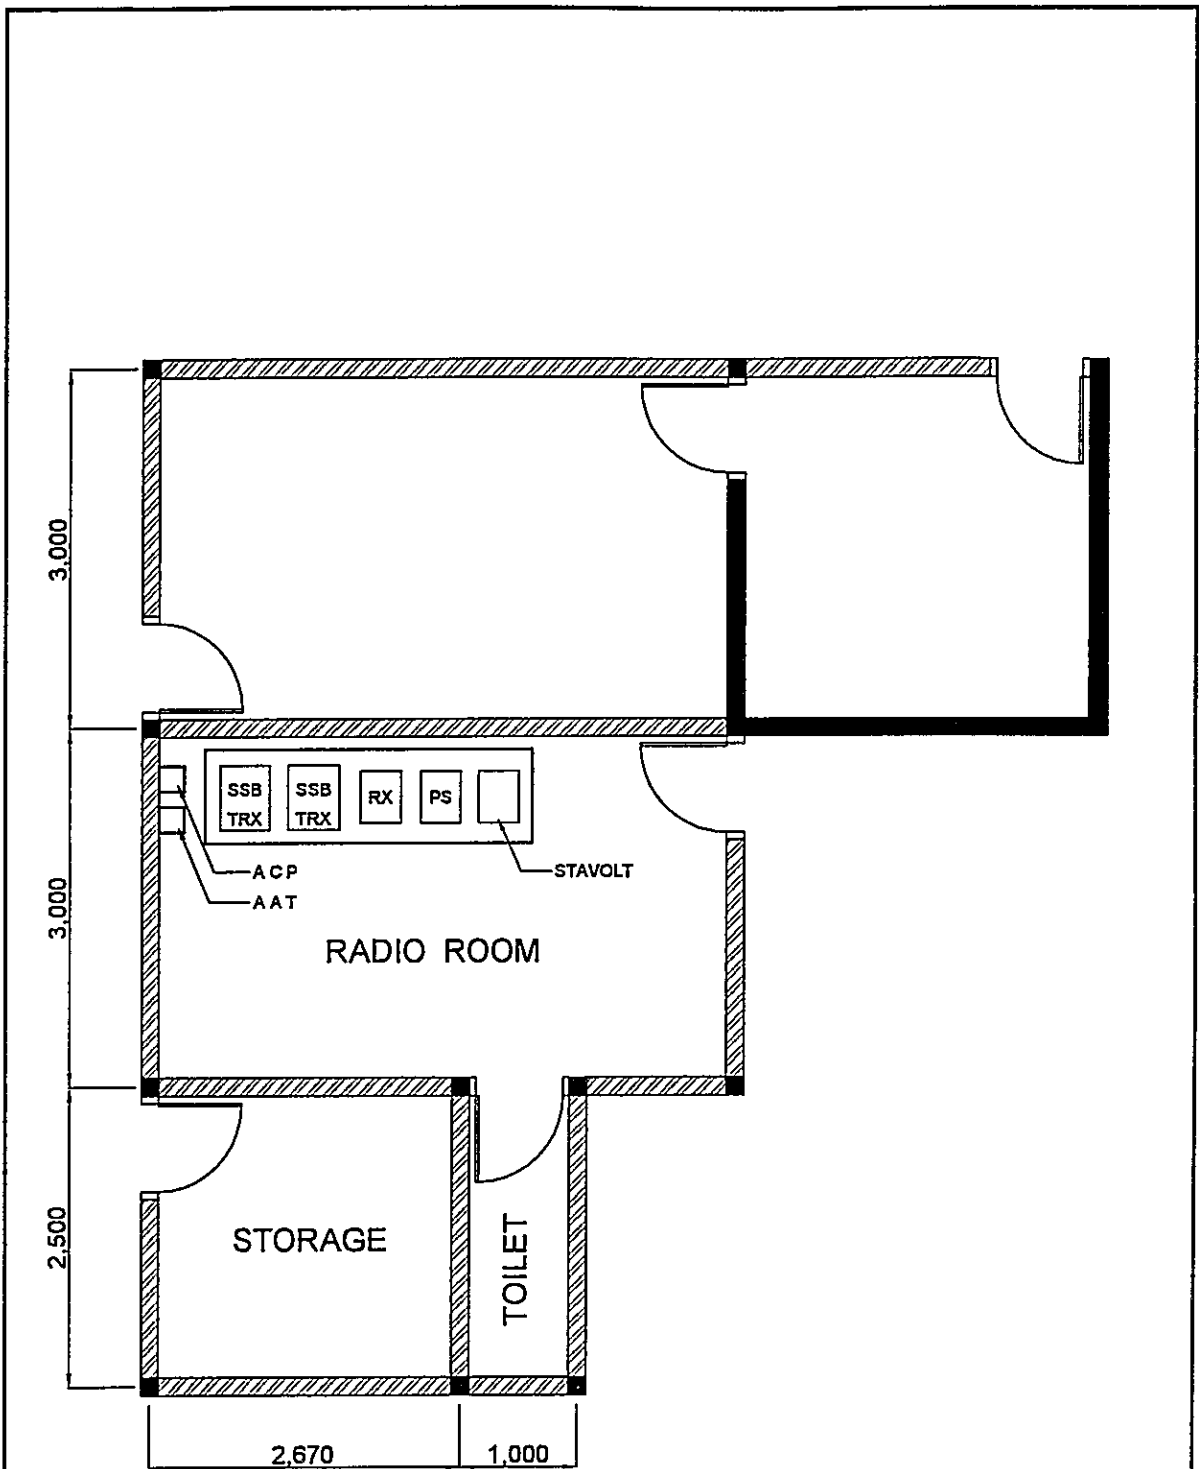 3,000
SSB
TRX
SSB
TRX
RX
PS
ACP
AAT
STAVOLT
3,000
RADIO ROOM
2,500
STORAGE
TOILET
2,670
1,000